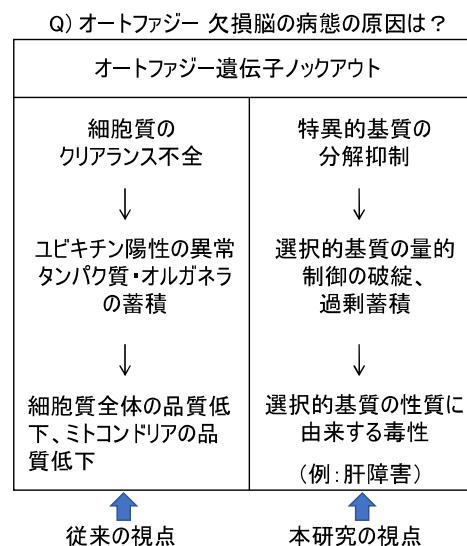 Q) オートファジー 欠損脳の病態の原因は?
オートファジー遺伝子ノックアウト
細胞質の
クリアランス不全
↓
ユビキチン陽性の異常
タンパク質・オルガネラ
の蓄積
↓
細胞質全体の品質低
下、ミトコンドリアの品
質低下
従来の視点
特異的基質の
分解抑制
↓
選択的基質の量的
制御の破綻、
過剰蓄積
↓
選択的基質の性質に
由来する毒性
(例:肝障害)
本研究の視点